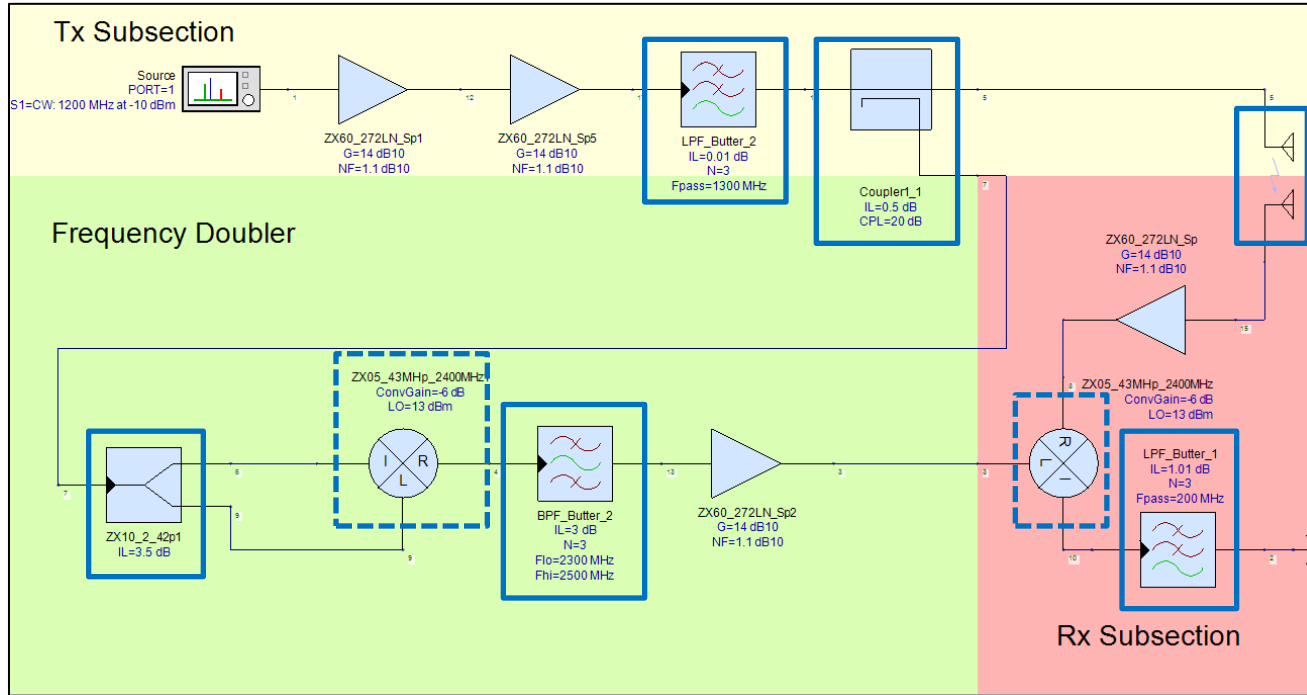 Tx Subsection
Source
PORT=1
S1=CW: 1200 MHz at -10 dBm
1
ZX60_272LN_Sp1
G=14 dB10
NF=1.1 dB10
12
ZX60_272LN_Sp5
G=14 dB10
NF=1.1 dB10
LPF_Butter_2
IL=0.01 dB
N=3
Fpass=1300 MHz
Coupler1_1
IL=0.5 dB
CPL=20 dB
5
5
7
Frequency Doubler
ZX60_272LN_Sp
G=14 dB10
NF=1.1 dB10
15
ZX05_43MHp_2400MHz
ConvGain=-6 dB
LO=13 dBm
I
R
L
7
ZX10_2_42p1
IL=3.5 dB
9
9
4
BPF_Butter_2
IL=3 dB
N=3
Flo=2300 MHz
Fhi=2500 MHz
13
ZX60_272LN_Sp2
G=14 dB10
NF=1.1 dB10
3
3
ZX05_43MHp_2400MHz
ConvGain=-6 dB
LO=13 dBm
R
L
I
10
LPF_Butter_1
IL=1.01 dB
N=3
Fpass=200 MHz
2
Rx Subsection